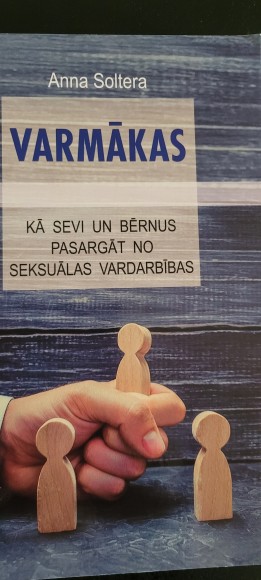 Anna Soltera
VARMĀKAS
KĀ SEVI UN BĒRNUS
PASARGĀT NO
SEKSUĀLAS VARDARBĪBAS